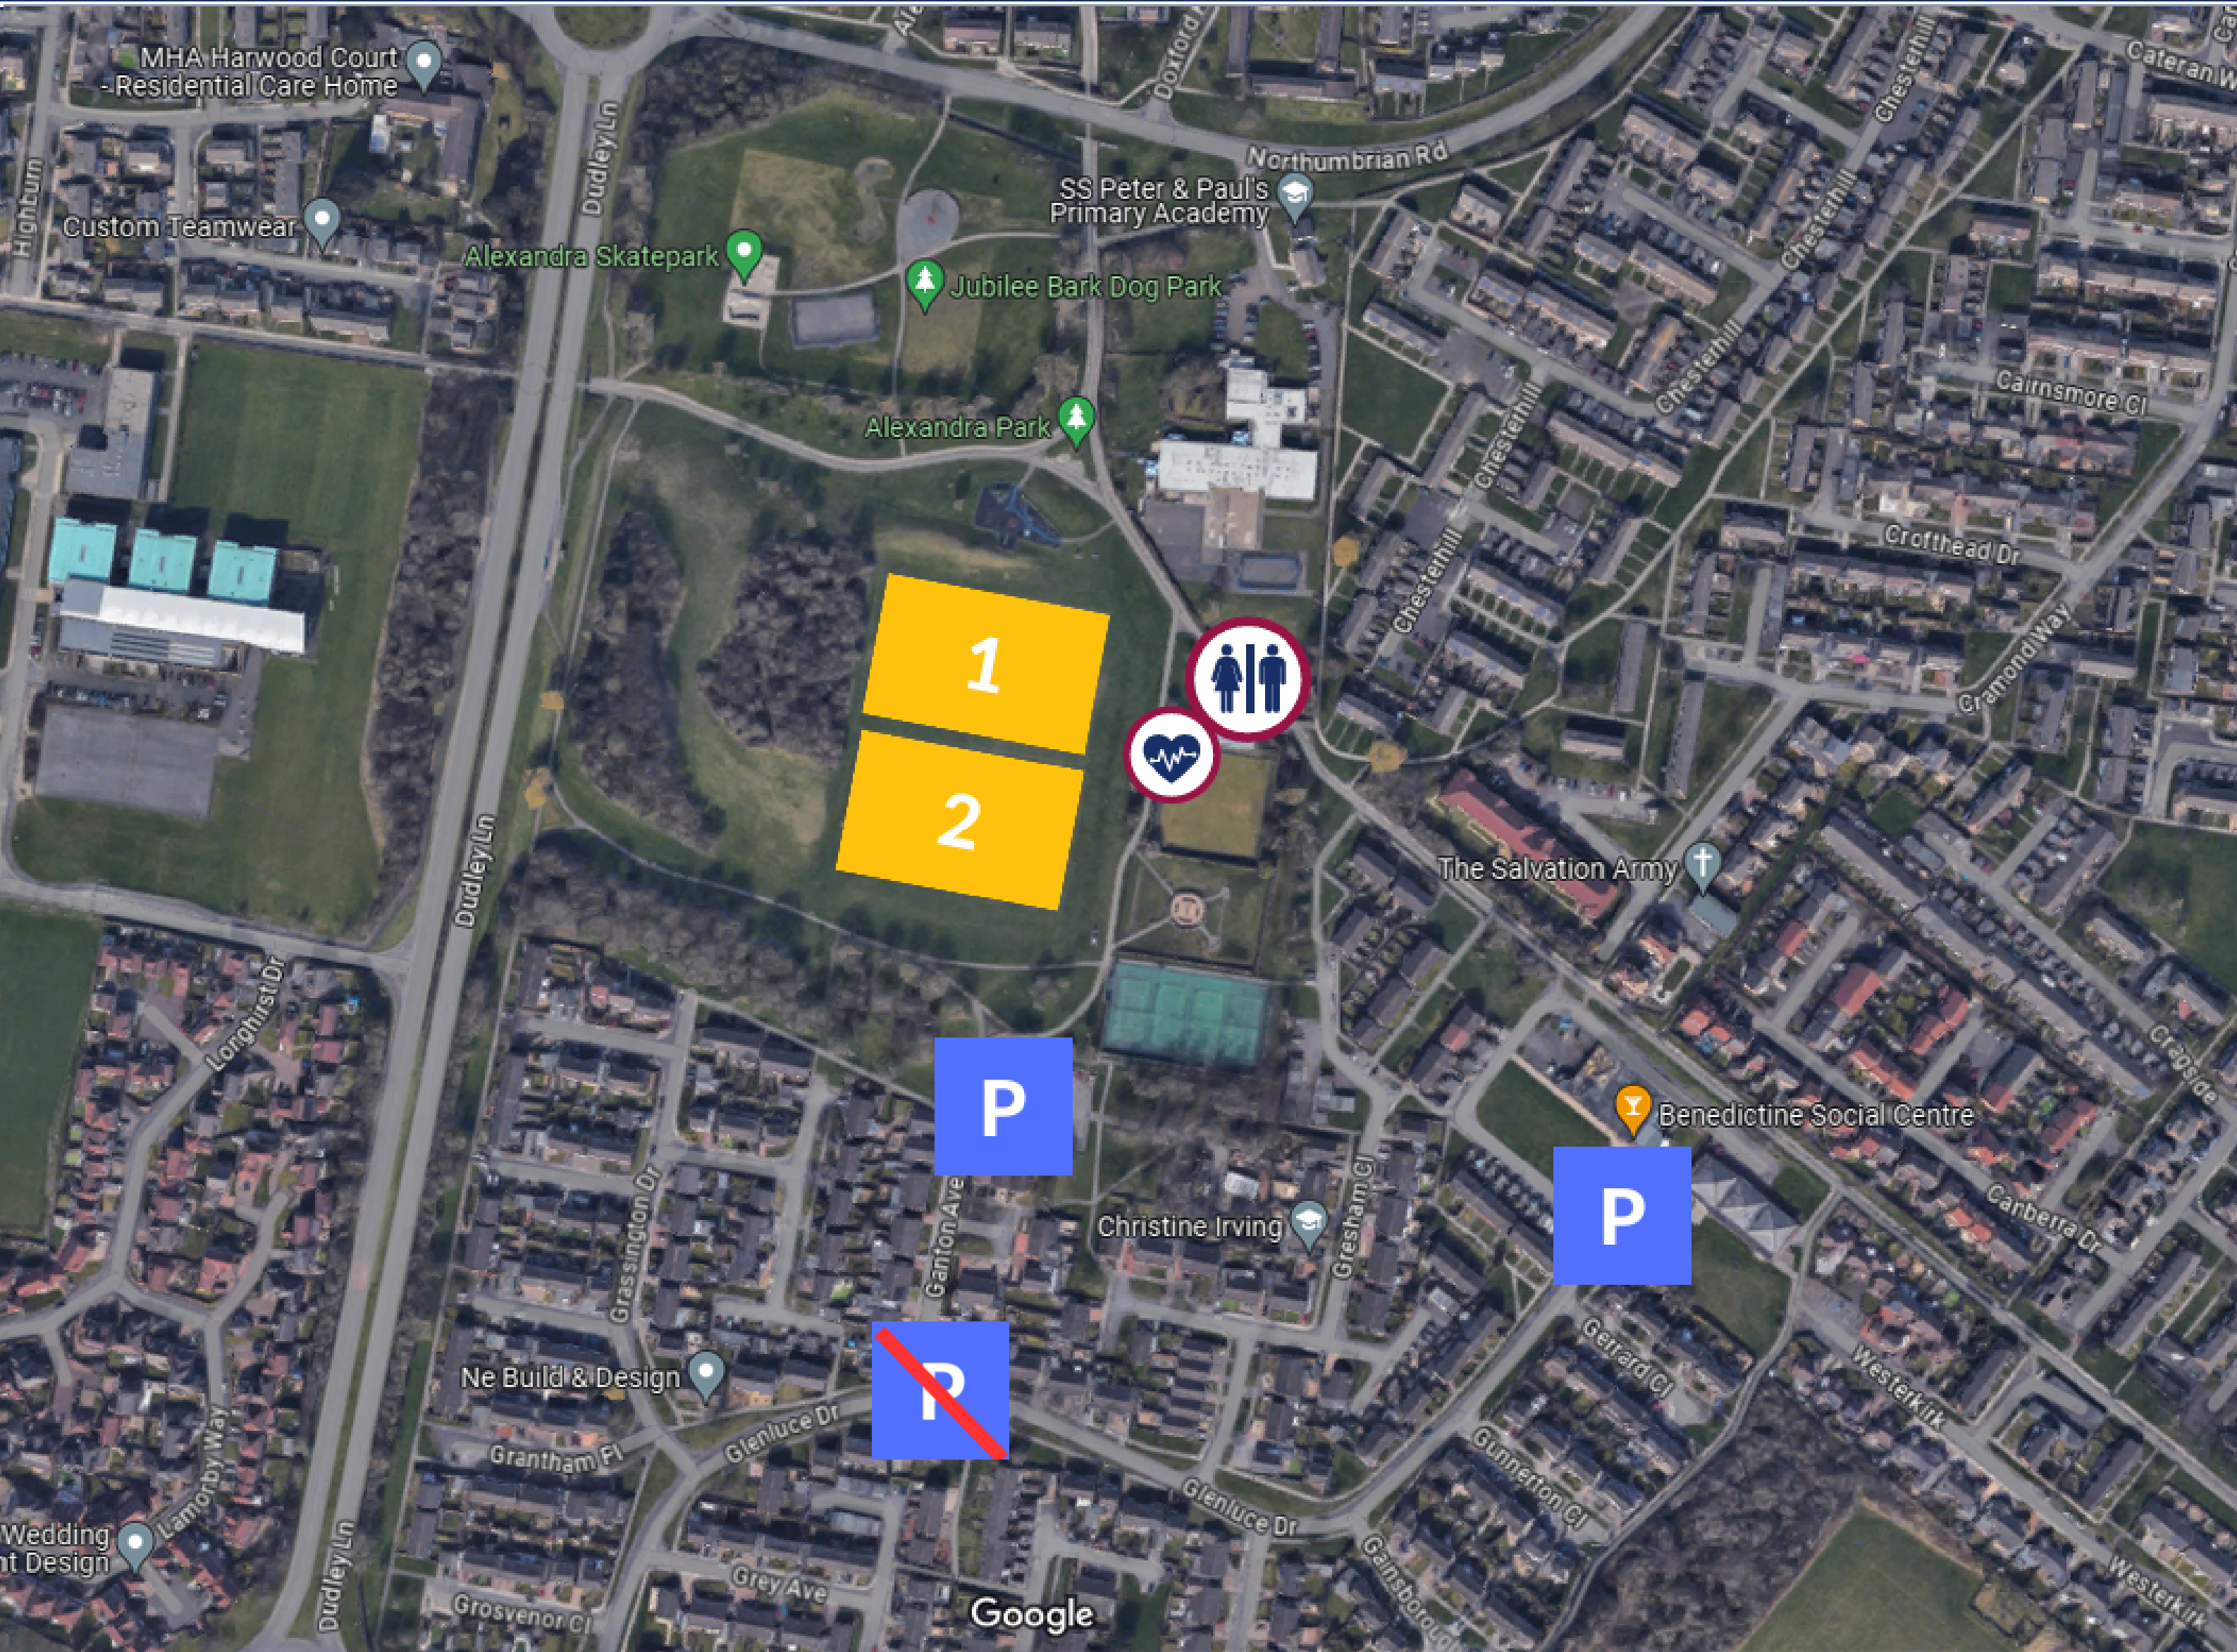 MHA Harwood Court
- Residential Care Home
Dudley Ln
Doxford
Chesterhill
Cateran W
Northumbrian Rd
Highburn
Custom Teamwear
SS Peter & Paul's
Primary Academy
Chesterhill
Alexandra Skatepark
Jubilee Bark Dog Park
Chesterhill
Cairnsmore Cl
Alexandra Park
Chesterhill
Crofthead Dr
Chesterhill
1
Cramond Way
2
Dudley Ln
The Salvation Army
Longhirst Dr
Cragside
P
Benedictine Social Centre
Grassington Dr
Ganton Ave
Christine Irving
Gresham Cl
P
Canberra Dr
Ne Build & Design
P
Gerrard Cl
Westerkirk
Grantham Pl
Glenluce Dr
Lamorby Way
Glenluce Dr
Gunnerton Cl
Wedding
nt Design
Dudley Ln
Grosvenor Cl
Grey Ave
Google
Gainsborough
Westerkirk